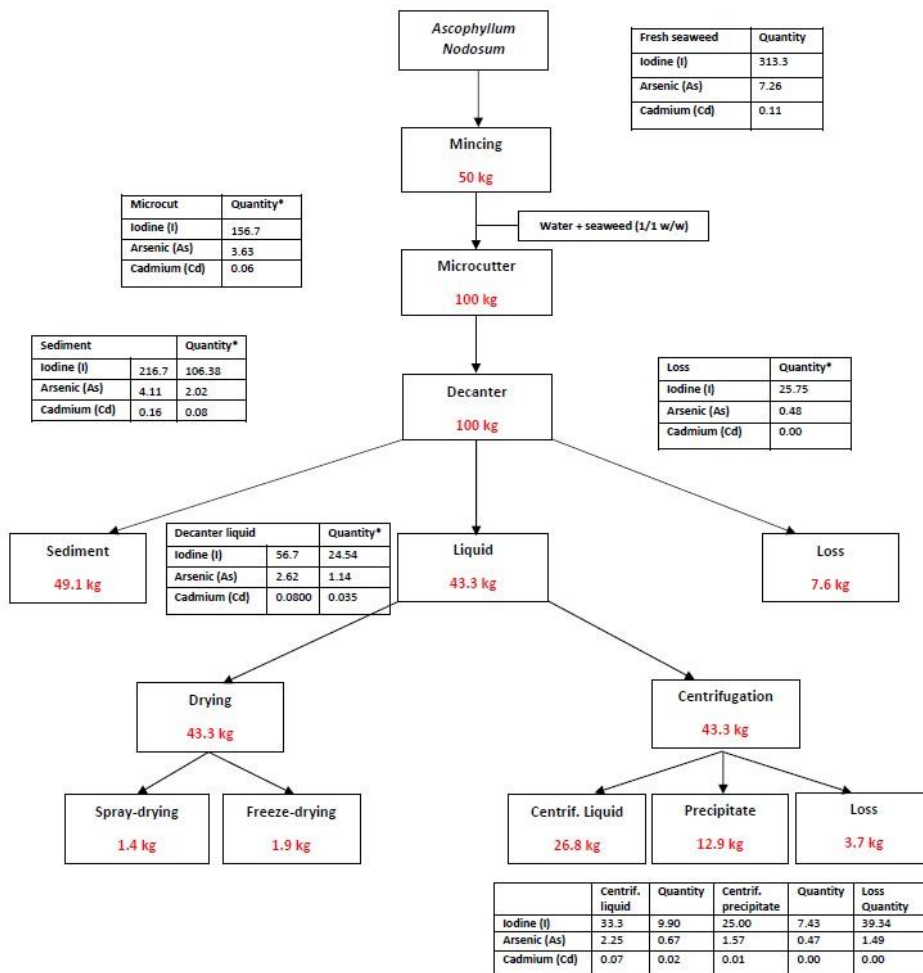 Ascophyllum
Nodosum
Fresh seaweed Quantity
Iodine (I) 313.3
Arsenic (As) 7.26
Cadmium (Cd) 0.11
Mincing
50 kg
Microcut Quantity*
Iodine (I) 156.7
Arsenic (As) 3.63
Cadmium (Cd) 0.06
Water + seaweed (1/1 w/w)
Microcutter
100 kg
Sediment Quantity*
Iodine (I) 216.7 106.38
Arsenic (As) 4.11 2.02
Cadmium (Cd) 0.16 0.08
Loss Quantity*
Iodine (I) 25.75
Arsenic (As) 0.48
Cadmium (Cd) 0.00
Decanter
100 kg
Sediment
49.1 kg
Decanter liquid Quantity*
Iodine (I) 56.7 24.54
Arsenic (As) 2.62 1.14
Cadmium (Cd) 0.0800 0.035
Liquid
43.3 kg
Loss
7.6 kg
Drying
43.3 kg
Centrifugation
43.3 kg
Spray-drying
1.4 kg
Freeze-drying
1.9 kg
Centrif. Liquid
26.8 kg
Precipitate
12.9 kg
Loss
3.7 kg
Centrif. liquid Quantity Centrif. precipitate Quantity Loss Quantity
Iodine (I) 33.3 9.90 25.00 7.43 39.34
Arsenic (As) 2.25 0.67 1.57 0.47 1.49
Cadmium (Cd) 0.07 0.02 0.01 0.00 0.00